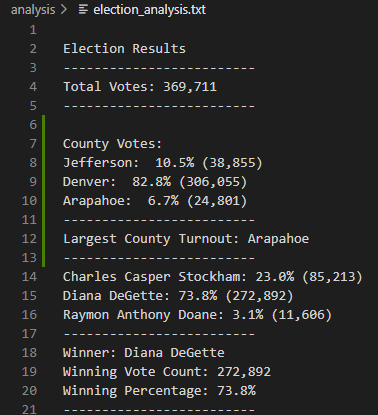 analysis > election_analysis.txt
1
2 Election Results
3 -------------------------
4 Total Votes: 369,711
5 -------------------------
6
7 County Votes:
8 Jefferson:  10.5% (38,855)
9 Denver:  82.8% (306,055)
10 Arapahoe:  6.7% (24,801)
11 -------------------------
12 Largest County Turnout: Arapahoe
13 -------------------------
14 Charles Casper Stockham: 23.0% (85,213)
15 Diana DeGette: 73.8% (272,892)
16 Raymon Anthony Doane: 3.1% (11,606)
17 -------------------------
18 Winner: Diana DeGette
19 Winning Vote Count: 272,892
20 Winning Percentage: 73.8%
21 -------------------------